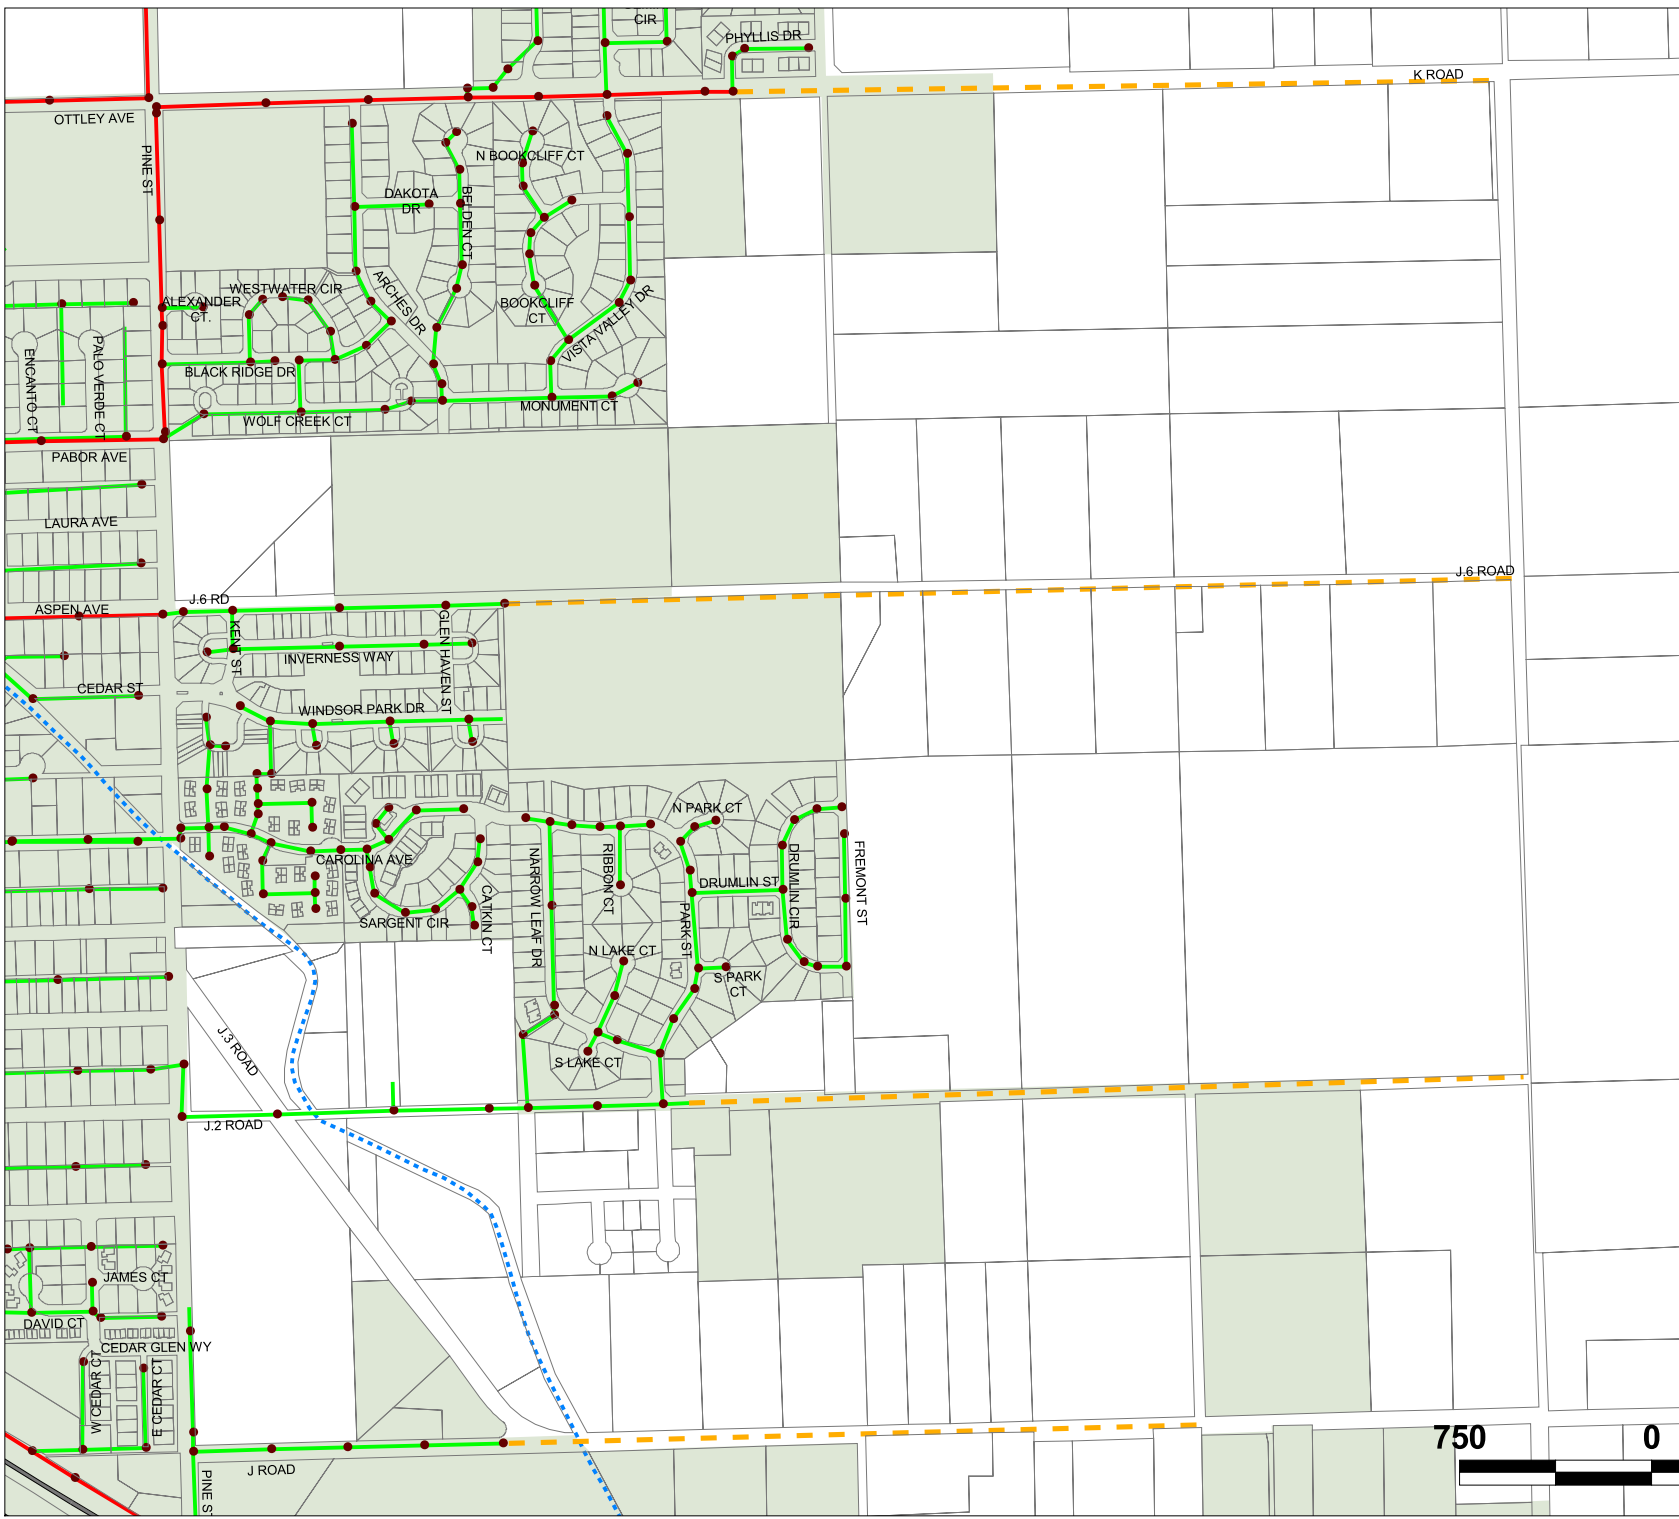 CIR
PHYLLIS DR
K ROAD
OTTLEY AVE
PINE ST
N BOOKCLIFF CT
DAKOTA
DR
BELDEN CT
WESTWATER CIR
ARCHES DR
ALEXANDER
CT.
BOOKCLIFF
CT
VISTA VALLEY DR
ENCANTO CT
PALO VERDE CT
BLACK RIDGE DR
MONUMENT CT
WOLF CREEK CT
PABOR AVE
LAURA AVE
J.6 ROAD
J.6 RD
ASPEN AVE
KENT ST
GLEN HAVEN ST
INVERNESS WAY
CEDAR ST
WINDSOR PARK DR
N PARK CT
CAROLINA AVE
NARROW LEAF DR
RIBBON CT
DRUMLIN ST
DRUMLIN CIR
FREMONT ST
SARGENT CIR
CATKIN CT
PARK ST
N LAKE CT
S PARK
CT
J.3 ROAD
S LAKE CT
J.2 ROAD
JAMES CT
DAVID CT
CEDAR GLEN WY
W CEDAR CT
E CEDAR CT
J ROAD
PINE S
750 0